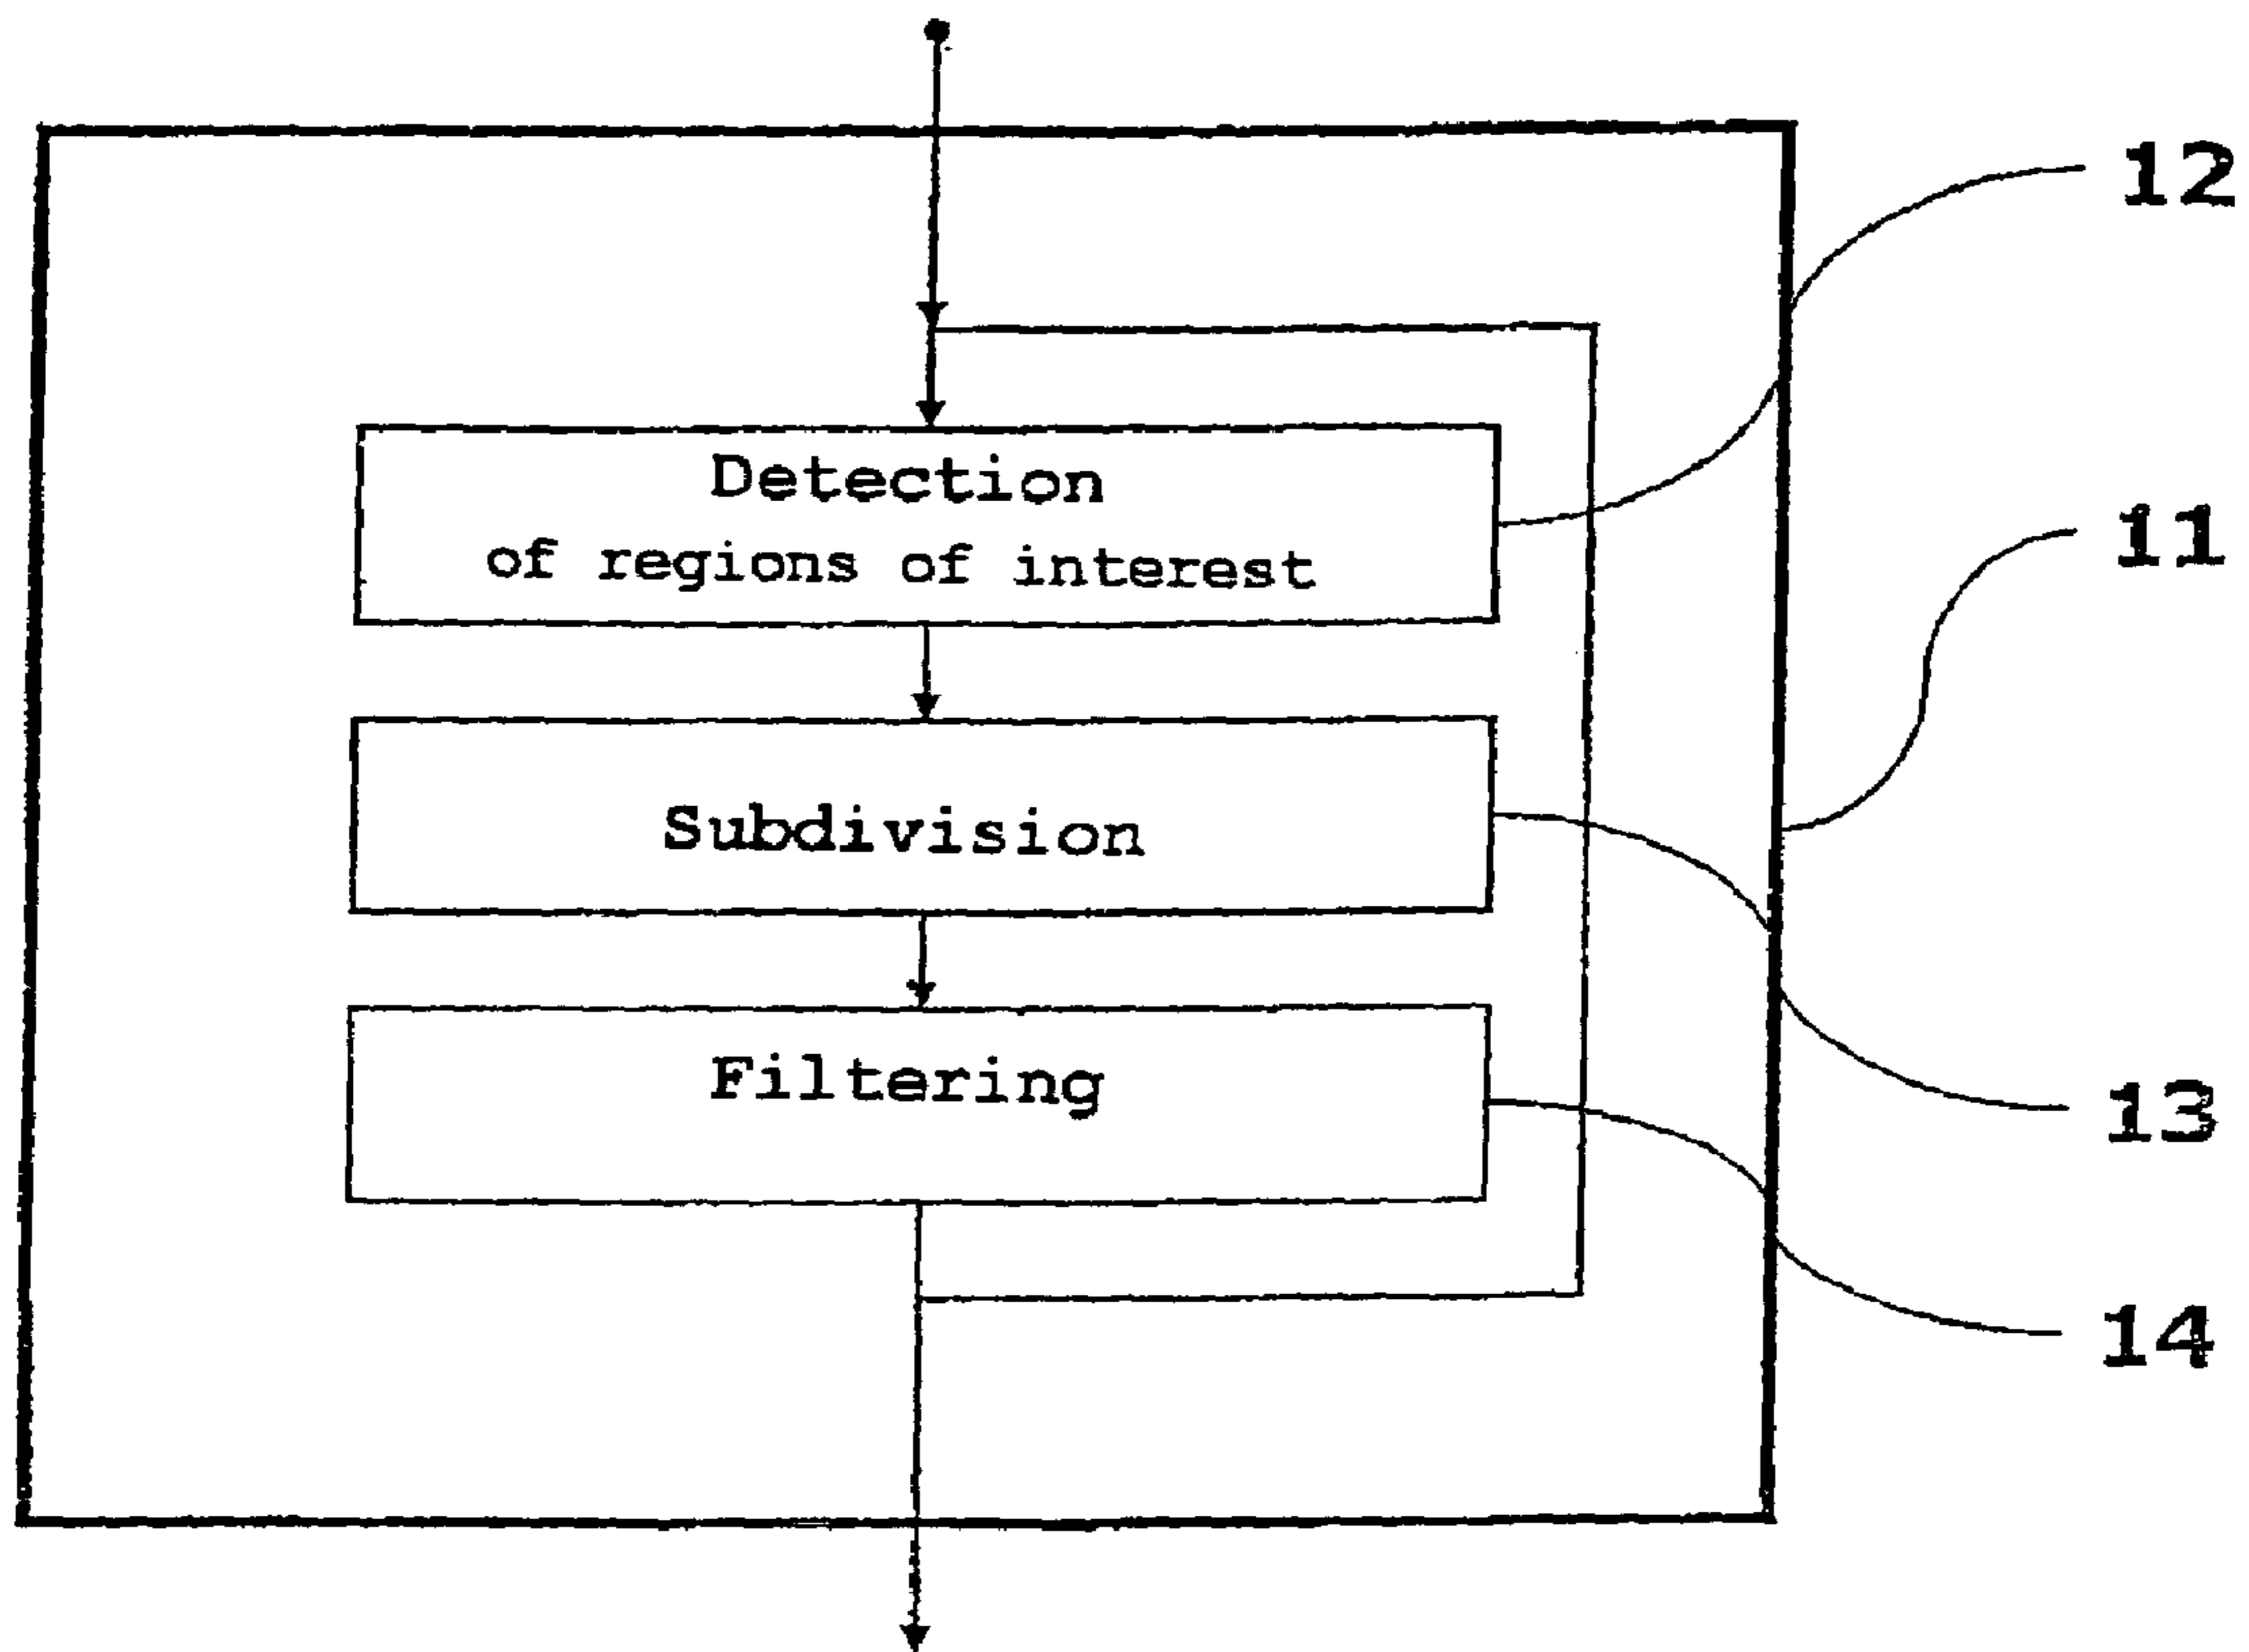 12
Detection
of regions of interest
11
Subdivision
Filtering
13
14